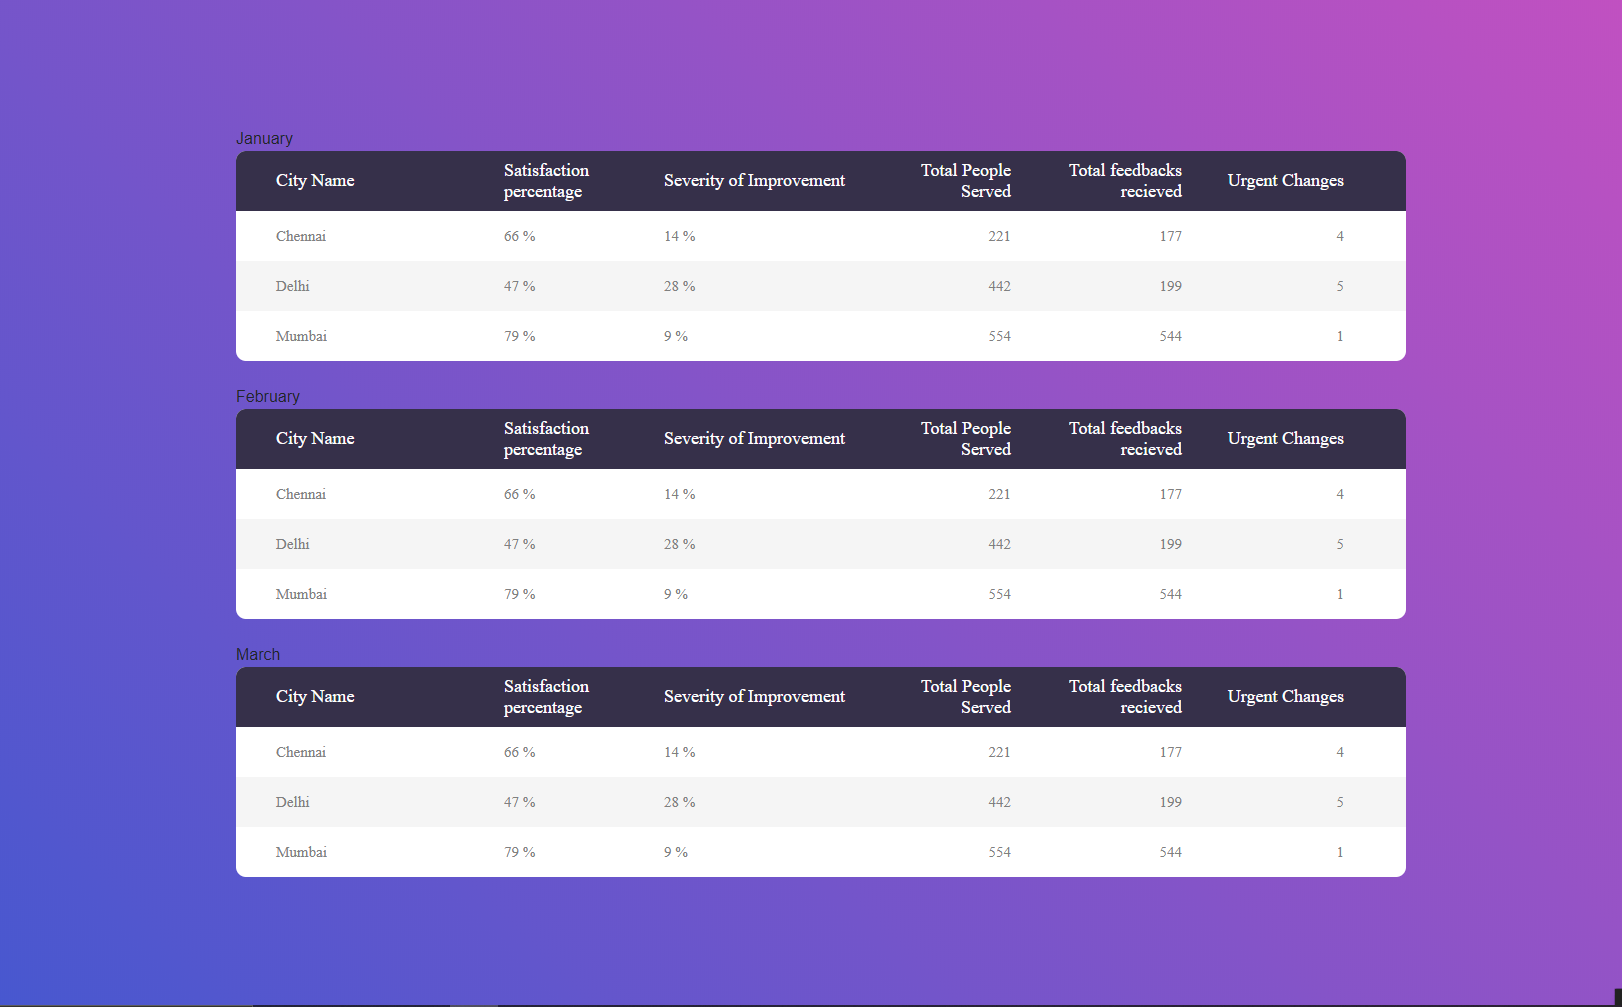 January
City Name Satisfaction percentage Severity of Improvement Total People Served Total feedbacks recieved Urgent Changes
Chennai 66 % 14 % 221 177 4
Delhi 47 % 28 % 442 199 5
Mumbai 79 % 9 % 554 544 1
February
City Name Satisfaction percentage Severity of Improvement Total People Served Total feedbacks recieved Urgent Changes
Chennai 66 % 14 % 221 177 4
Delhi 47 % 28 % 442 199 5
Mumbai 79 % 9 % 554 544 1
March
City Name Satisfaction percentage Severity of Improvement Total People Served Total feedbacks recieved Urgent Changes
Chennai 66 % 14 % 221 177 4
Delhi 47 % 28 % 442 199 5
Mumbai 79 % 9 % 554 544 1